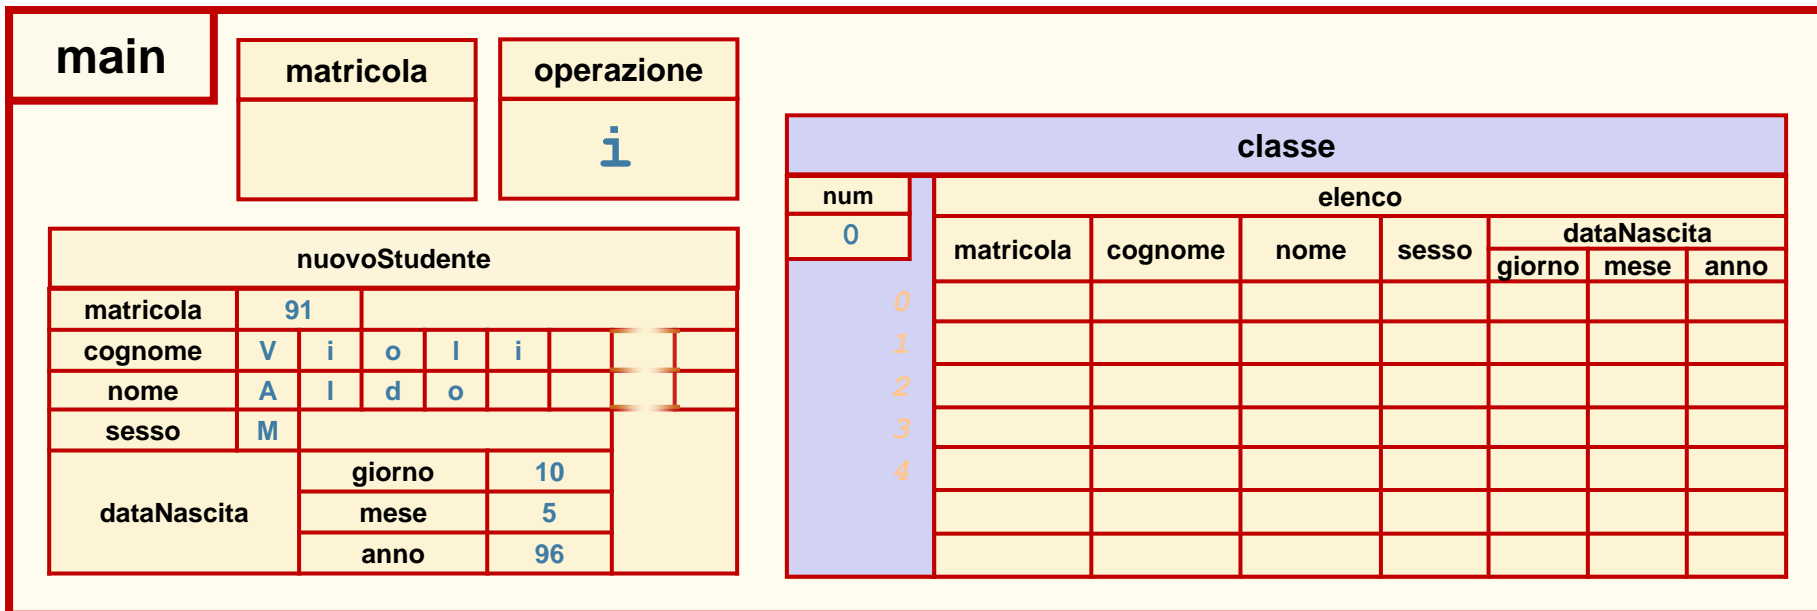 main
matricola
operazione
i
classe
num
elenco
0
matricola cognome nome sesso dataNascita
giorno mese anno
0
1
2
3
4
nuovoStudente
matricola 91
cognome V i o l i
nome A l d o
sesso M
dataNascita
giorno 10
mese 5
anno 96